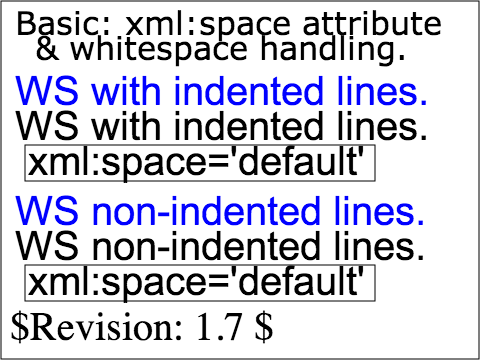 Basic: xml:space attribute
& whitespace handling.
WS with indented lines.
WS with indented lines.
xml:space='default'
WS non-indented lines.
WS non-indented lines.
xml:space='default'
$Revision: 1.7 $